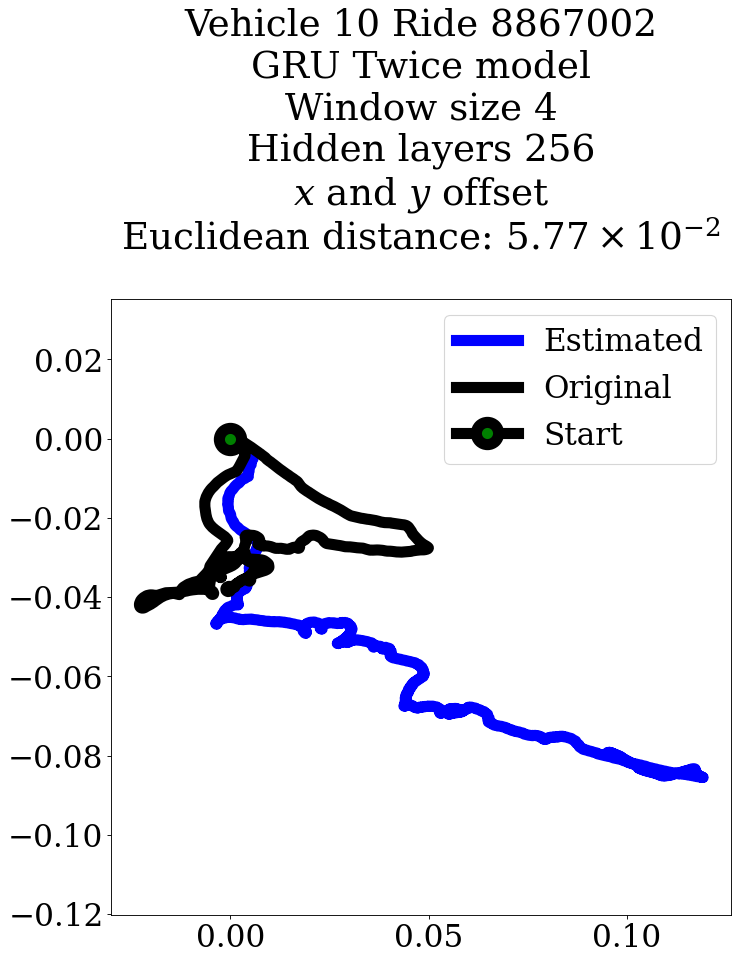 Vehicle 10 Ride 8867002
GRU Twice model
Window size 4
Hidden layers 256
x and y offset
Euclidean distance: 5.77 × 10⁻²
Estimated
Original
Start
0.02
0.00
−0.02
−0.04
−0.06
−0.08
−0.10
−0.12
0.00
0.05
0.10